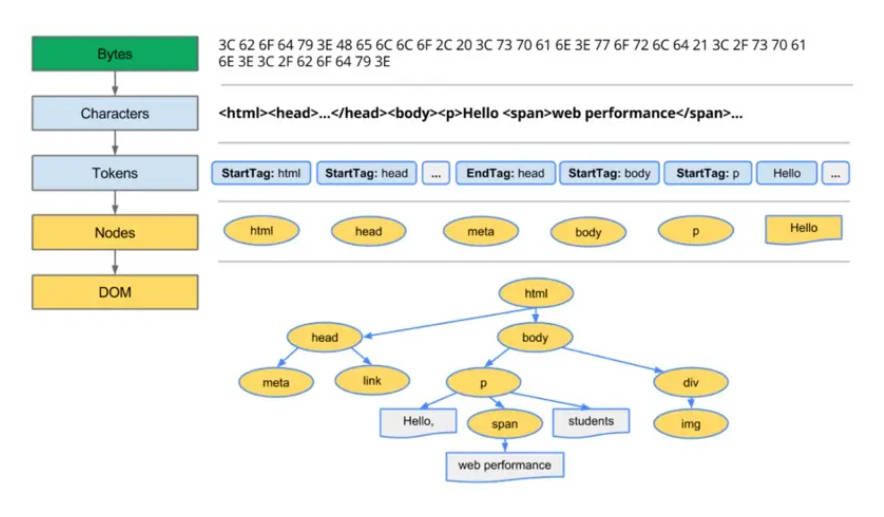 Bytes
3C 62 6F 64 79 3E 48 65 6C 6C 6F 2C 20 3C 73 70 61 6E 3E 77 6F 72 6C 64 21 3C 2F 73 70 61
6E 3E 3C 2F 62 6F 64 79 3E
Characters
<html><head>...</head><body><p>Hello <span>web performance</span>...
Tokens
StartTag: html
StartTag: head
...
EndTag: head
StartTag: body
StartTag: p
Hello
...
Nodes
html
head
meta
body
p
Hello
DOM
html
head
body
meta
link
p
div
Hello,
span
students
img
web performance